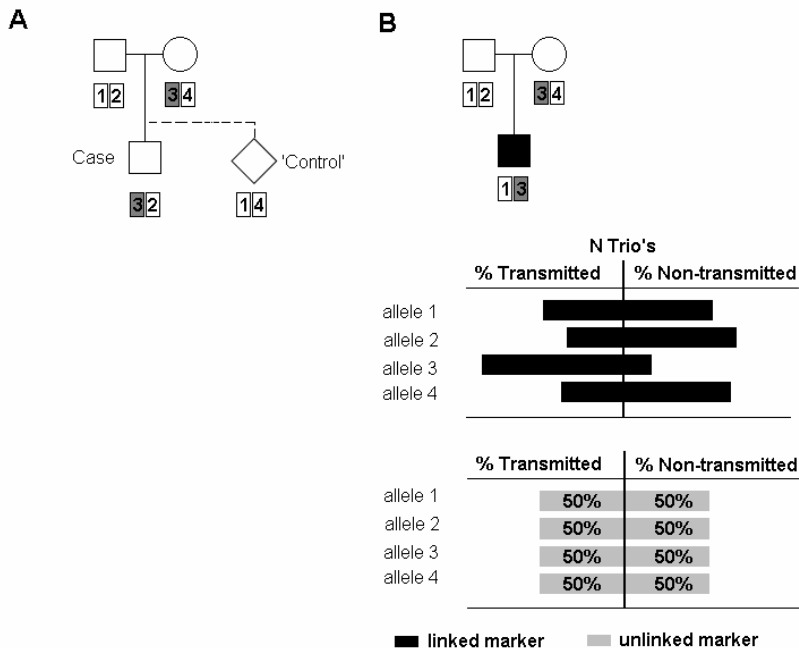 A
1 2 3 4
Case 'Control'
3 2 1 4
B
1 2 3 4
1 3
N Trio's
% Transmitted % Non-transmitted
allele 1
allele 2
allele 3
allele 4
% Transmitted % Non-transmitted
allele 1 50% 50%
allele 2 50% 50%
allele 3 50% 50%
allele 4 50% 50%
linked marker unlinked marker